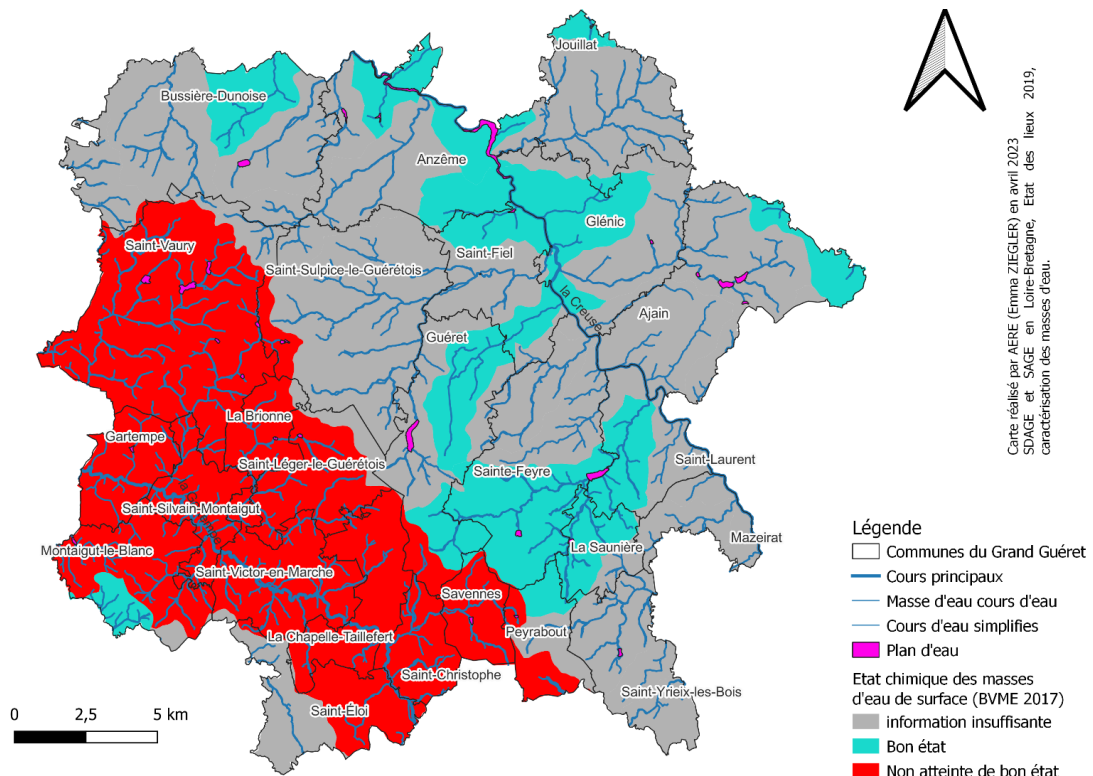 Jouillat
Bussière-Dunoise
Anzême
Glénic
Saint-Vaury
Saint-Fiel
Saint-Sulpice-le-Guérétois
la Creuse
Ajain
Guéret
La Brionne
Gartempe
Saint-Léger-le-Guérétois
Saint-Laurent
Sainte-Feyre
Saint-Silvain-Montaigut
Mazeirat
Montaigut-le-Blanc
La Saunière
Saint-Victor-en-Marche
Savennes
Peyrabout
La Chapelle-Taillefert
Saint-Christophe
Saint-Yrieix-les-Bois
Saint-Éloi
0 2,5 5 km
Carte réalisé par AERE (Emma ZIEGLER) en avril 2023
SDAGE et SAGE en Loire-Bretagne, Etat des lieux 2019,
caractérisation des masses d'eau.
Légende
Communes du Grand Guéret
Cours principaux
Masse d'eau cours d'eau
Cours d'eau simplifies
Plan d'eau
Etat chimique des masses
d'eau de surface (BVME 2017)
information insuffisante
Bon état
Non atteinte de bon état